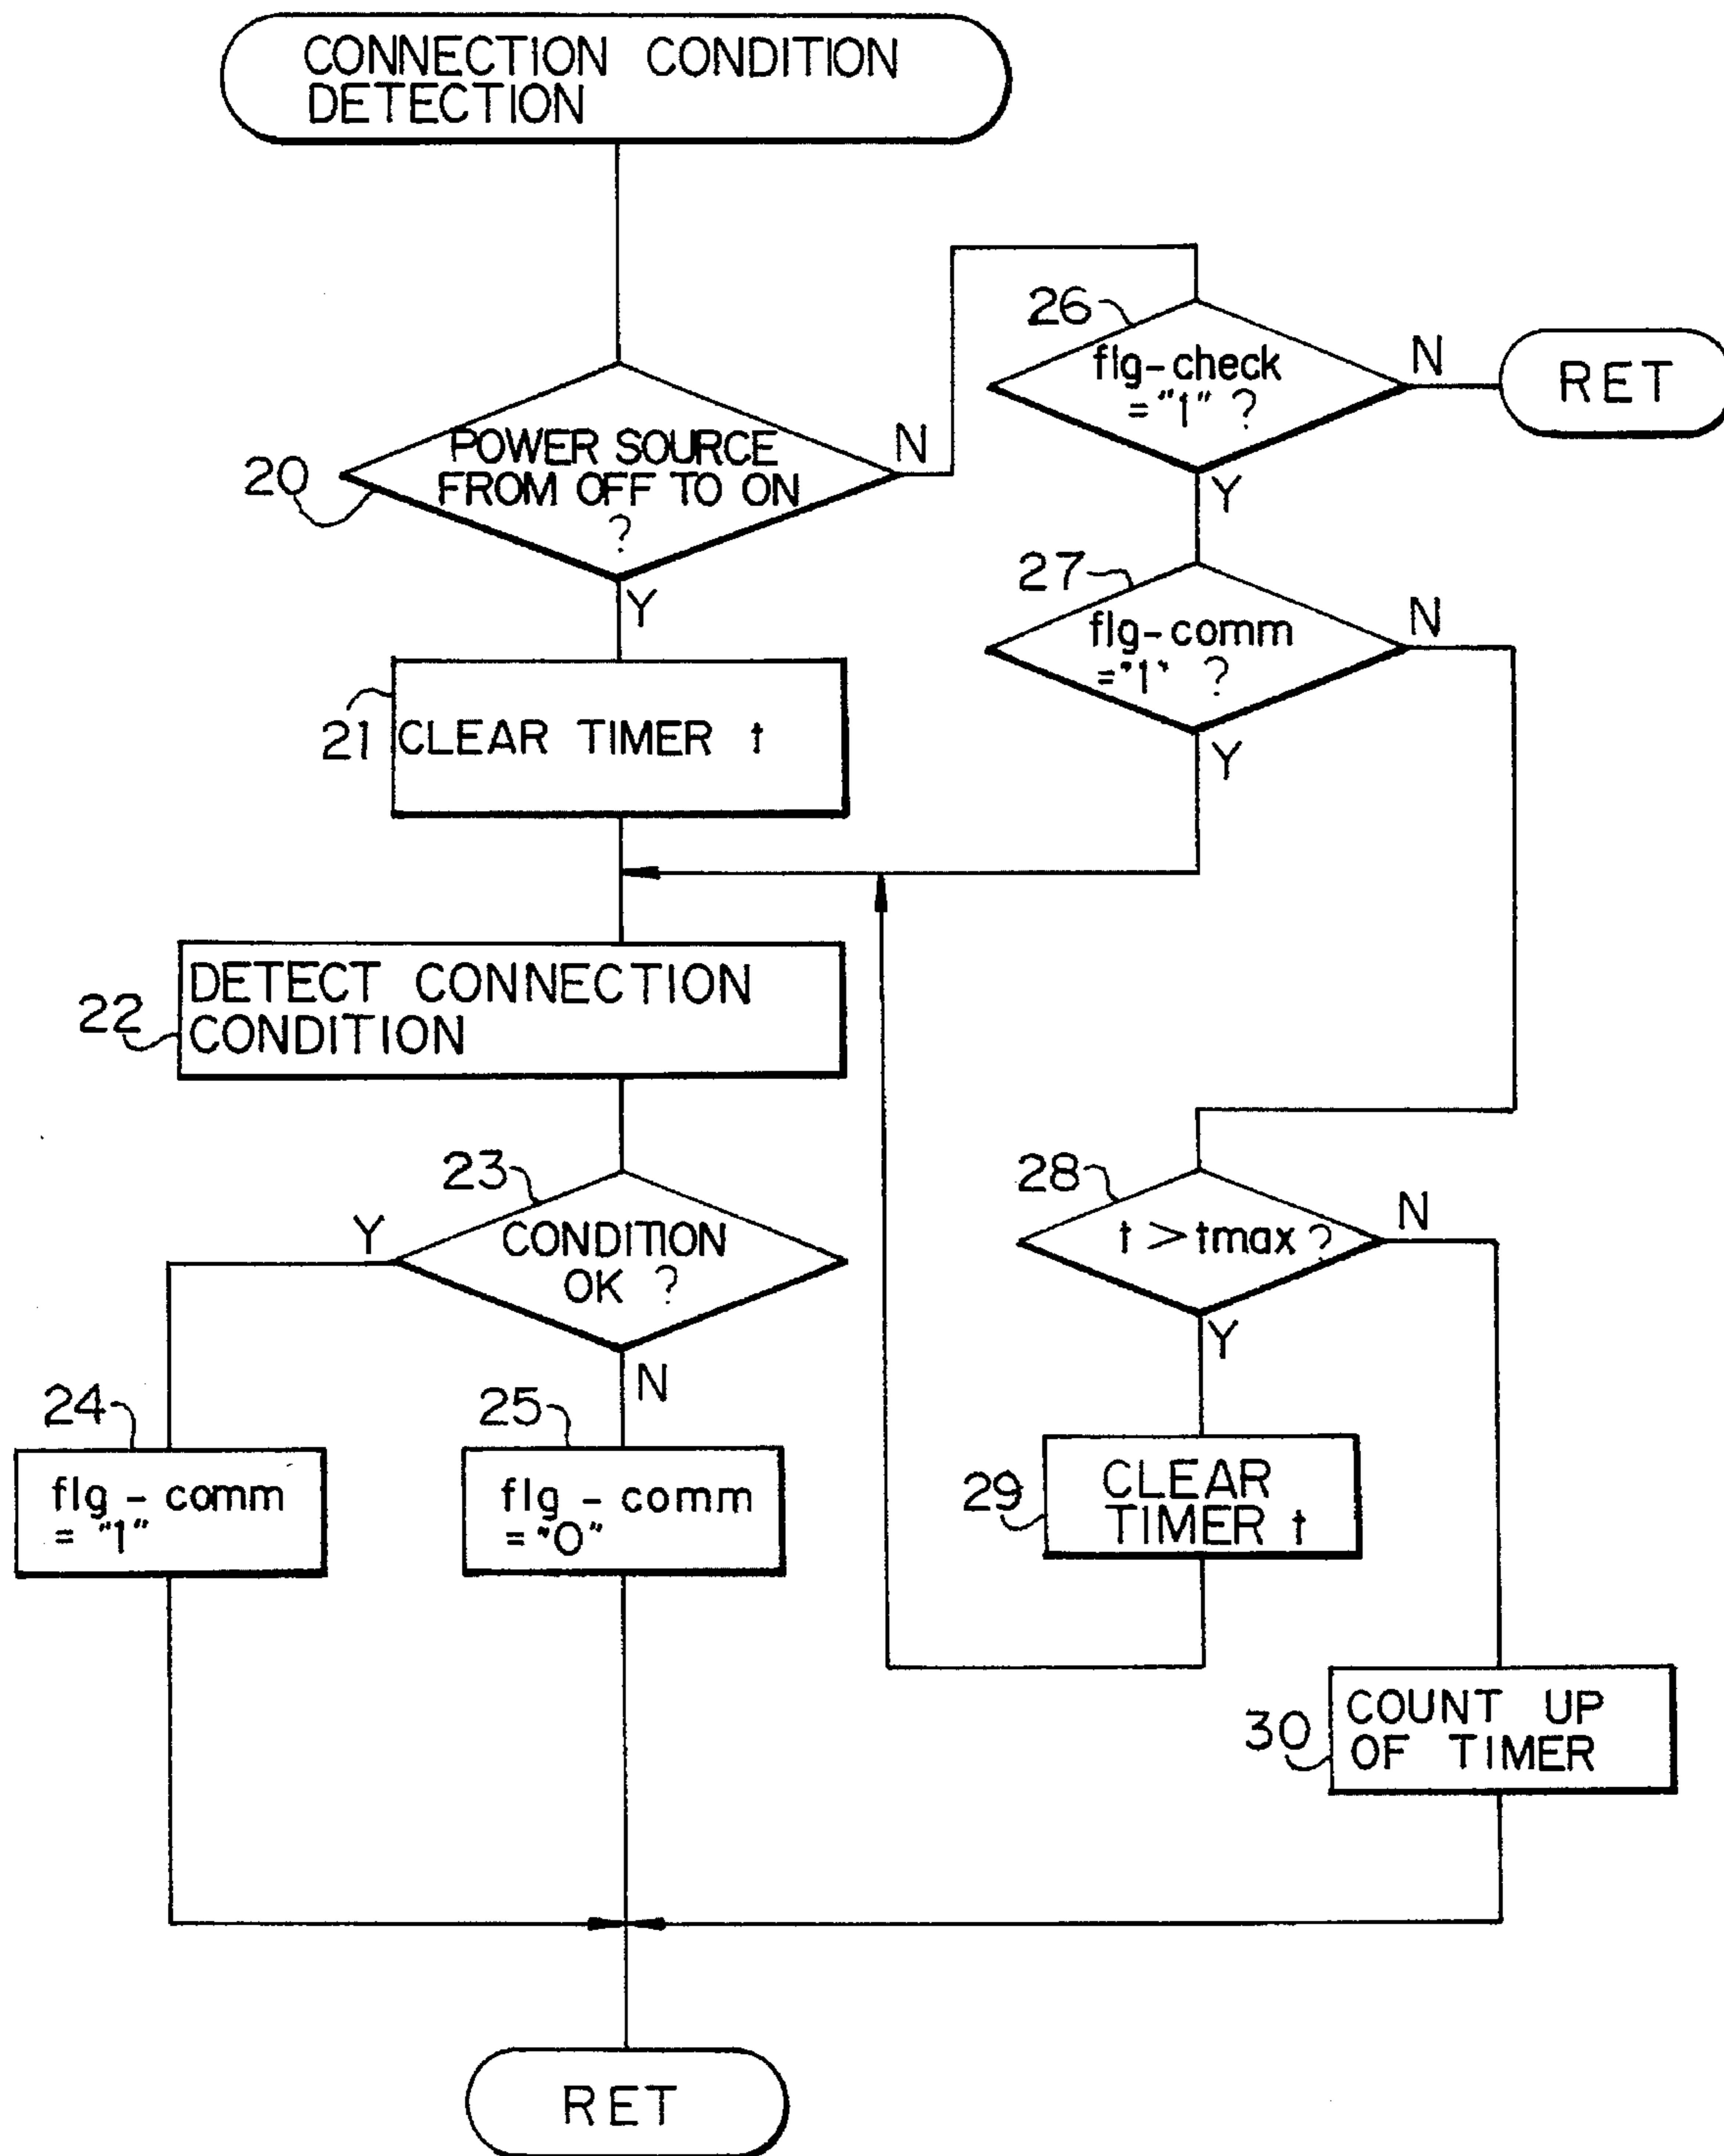 CONNECTION CONDITION
DETECTION
20
POWER SOURCE
FROM OFF TO ON
?
N
Y
21
CLEAR TIMER t
22
DETECT CONNECTION
CONDITION
23
CONDITION
OK ?
Y
N
24
flg - comm
= "1"
25
flg - comm
= "0"
26
flg - check
= "1" ?
N
RET
Y
27
flg - comm
= "1" ?
N
Y
28
t > tmax ?
N
Y
29
CLEAR
TIMER t
30
COUNT UP
OF TIMER
RET